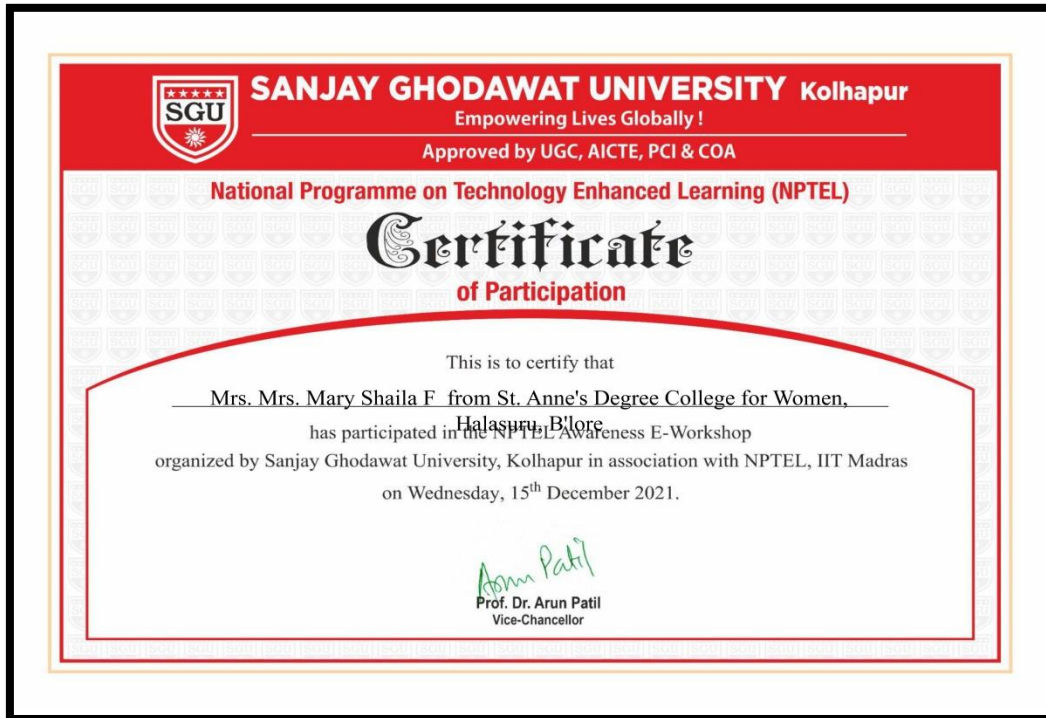 SGU
SANJAY GHODAWAT UNIVERSITY Kolhapur
Empowering Lives Globally !
Approved by UGC, AICTE, PCI & COA
National Programme on Technology Enhanced Learning (NPTEL)
Certificate
of Participation
This is to certify that
Mrs. Mrs. Mary Shaila F from St. Anne's Degree College for Women,
Halasuru, B'lore
has participated in the NPTEL Awareness E-Workshop
organized by Sanjay Ghodawat University, Kolhapur in association with NPTEL, IIT Madras
on Wednesday, 15th December 2021.
Arun Patil
Prof. Dr. Arun Patil
Vice-Chancellor